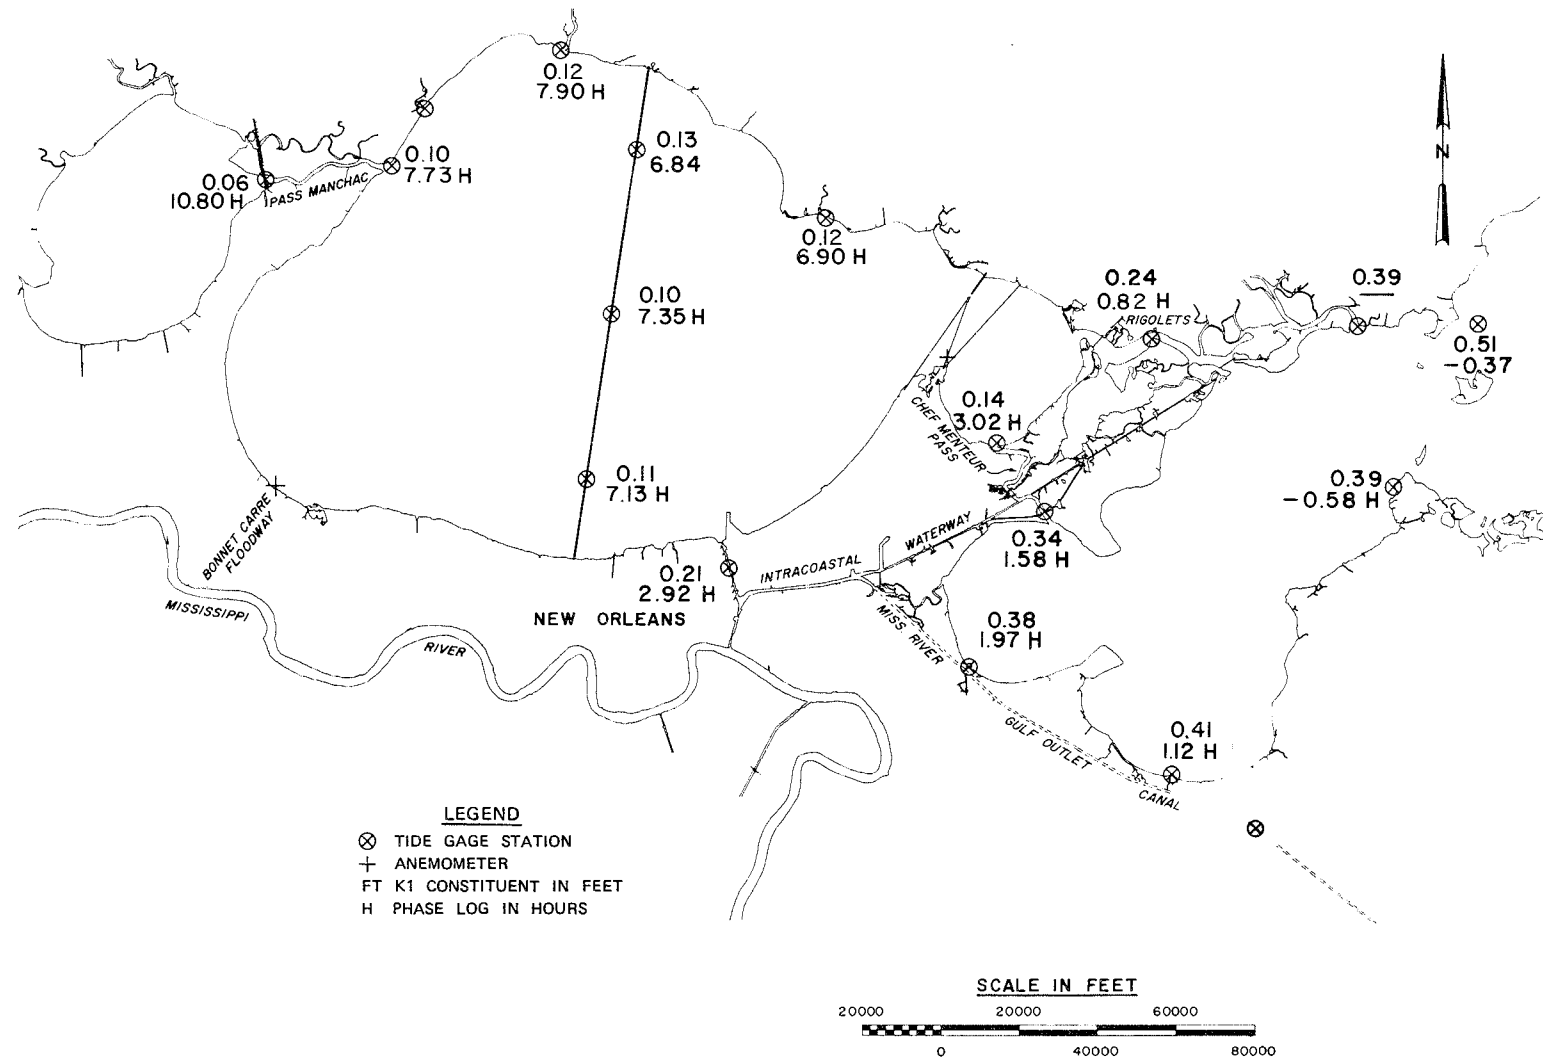 0.12
7.90 H
0.13
6.84
0.10
7.73 H
0.06
10.80 H
PASS MANCHAC
0.12
6.90 H
N
0.24
0.82 H
RIGOLETS
0.39
0.51
-0.37
0.10
7.35 H
0.14
3.02 H
CHEF MENTEUR
PASS
0.11
7.13 H
0.39
-0.58 H
BONNET CARRE
FLOODWAY
WATERWAY
0.34
1.58 H
INTRACOASTAL
0.21
2.92 H
MISSISSIPPI
NEW ORLEANS
RIVER
MISS. RIVER
0.38
1.97 H
GULF OUTLET
0.41
1.12 H
CANAL
LEGEND
TIDE GAGE STATION
ANEMOMETER
FT K1 CONSTITUENT IN FEET
H PHASE LOG IN HOURS
SCALE IN FEET
20000 20000 60000
0 40000 80000